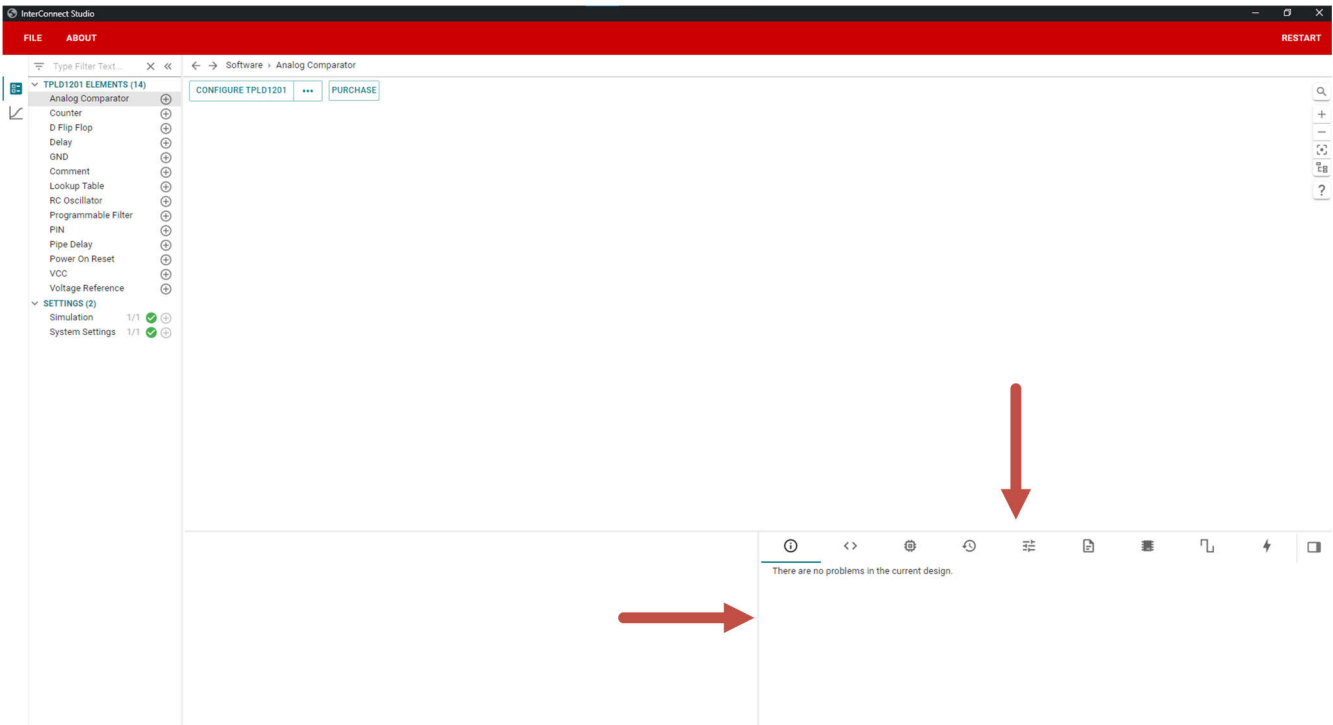 InterConnect Studio
FILE ABOUT RESTART
Type Filter Text...
Software › Analog Comparator
TPLD1201 ELEMENTS (14)
Analog Comparator
Counter
D Flip Flop
Delay
GND
Comment
Lookup Table
RC Oscillator
Programmable Filter
PIN
Pipe Delay
Power On Reset
VCC
Voltage Reference
SETTINGS (2)
Simulation 1/1
System Settings 1/1
CONFIGURE TPLD1201 ••• PURCHASE
There are no problems in the current design.